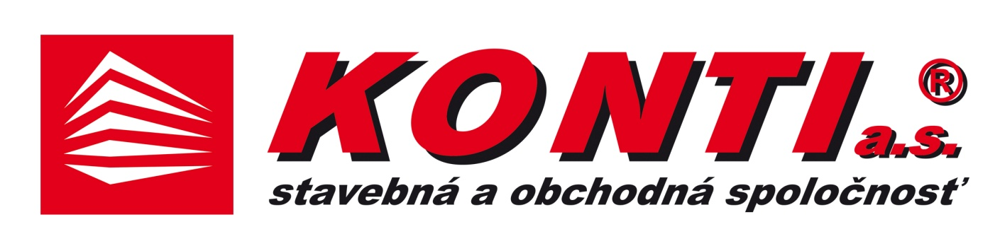 KONTI a.s. ®
stavebná a obchodná spoločnosť